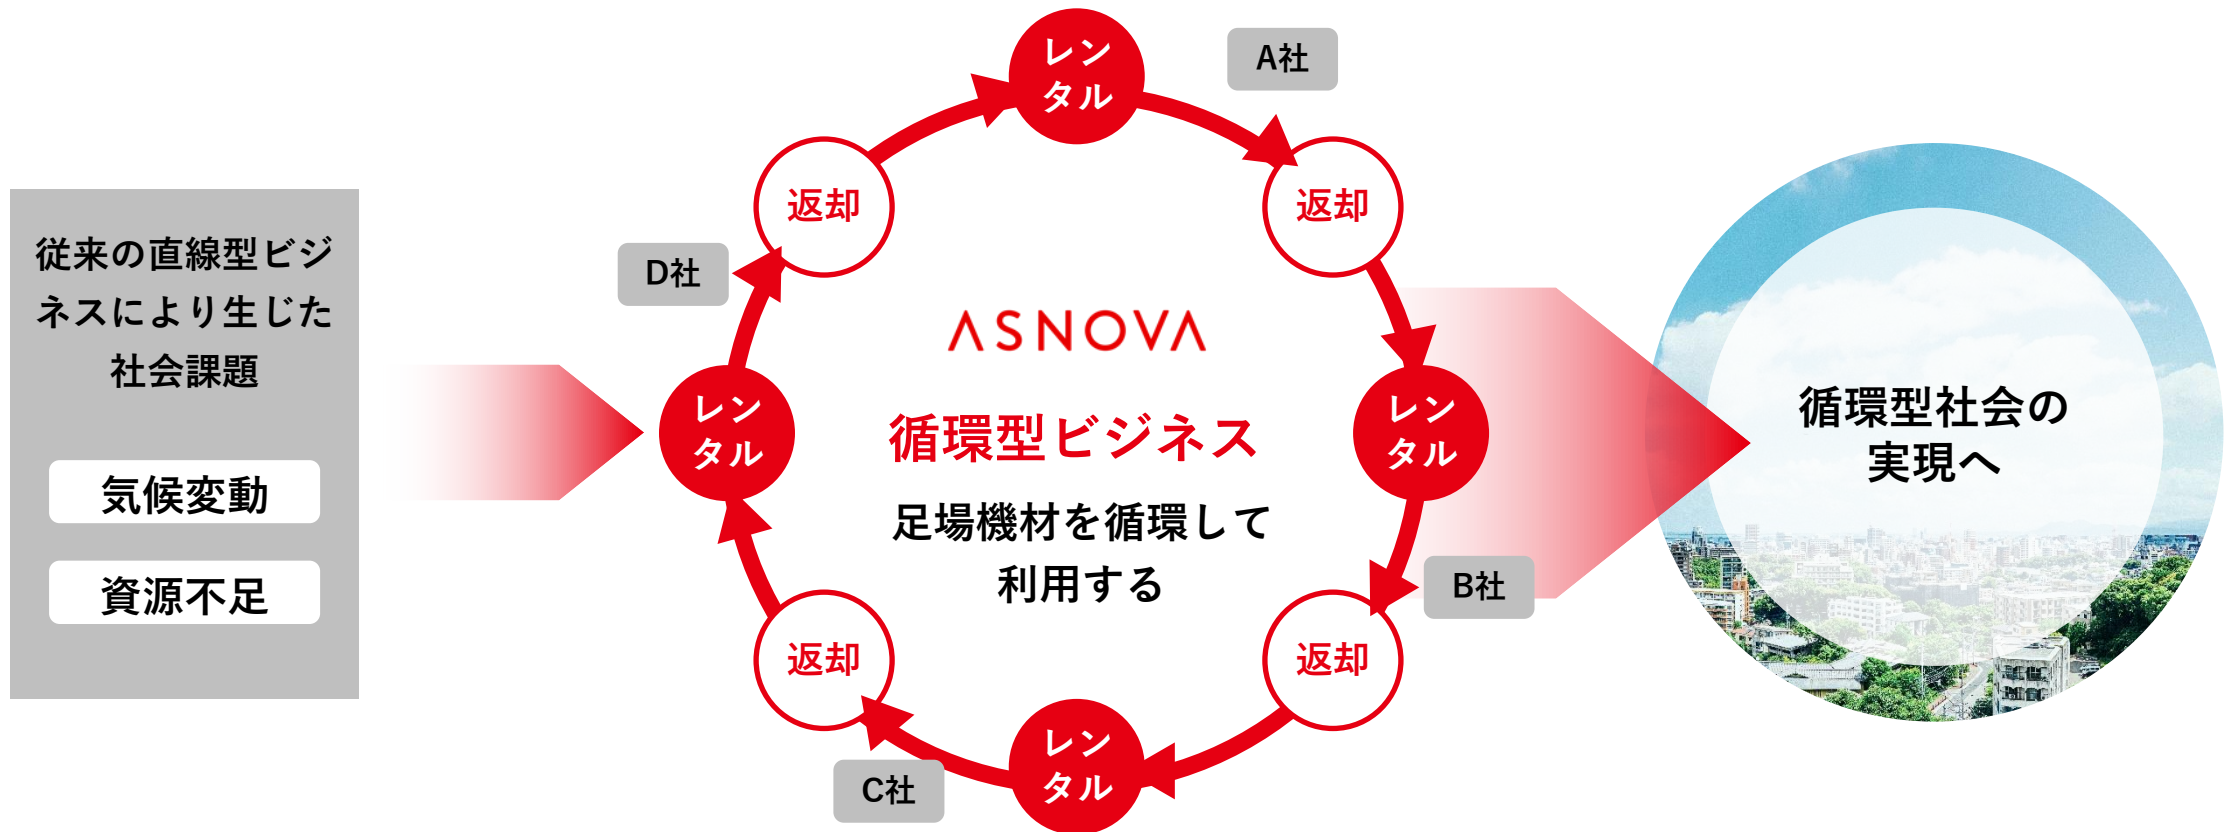 従来の直線型ビジ
ネスにより生じた
社会課題
気候変動
資源不足
レン
タル
A社
返却
レン
タル
B社
返却
レン
タル
C社
返却
レン
タル
D社
返却
ASNOVA
循環型ビジネス
足場機材を循環して
利用する
循環型社会の
実現へ